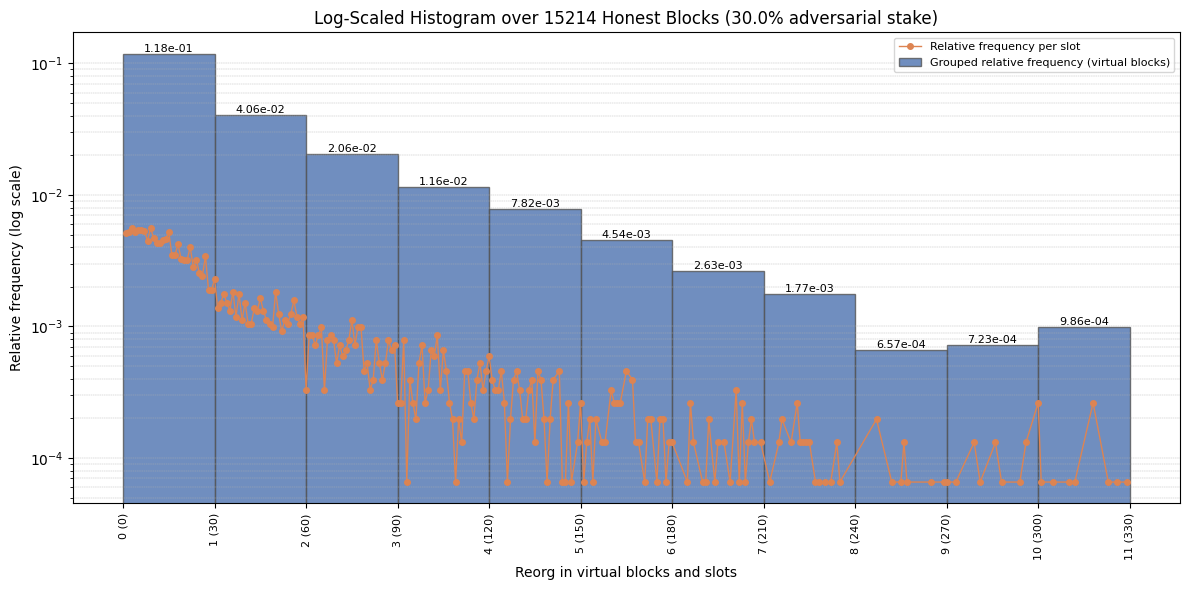 Log-Scaled Histogram over 15214 Honest Blocks (30.0% adversarial stake)
Relative frequency per slot
Grouped relative frequency (virtual blocks)
Relative frequency (log scale)
10⁻¹
10⁻²
10⁻³
10⁻⁴
1.18e-01
4.06e-02
2.06e-02
1.16e-02
7.82e-03
4.54e-03
2.63e-03
1.77e-03
6.57e-04
7.23e-04
9.86e-04
0 (0)
1 (30)
2 (60)
3 (90)
4 (120)
5 (150)
6 (180)
7 (210)
8 (240)
9 (270)
10 (300)
11 (330)
Reorg in virtual blocks and slots